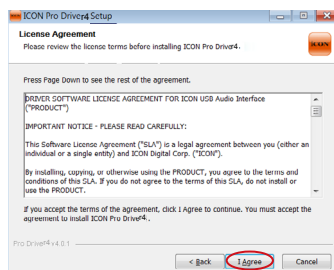 ICON Pro Driver4 Setup
License Agreement
Please review the license terms before installing ICON Pro Driver4.
ICON
Press Page Down to see the rest of the agreement.
DRIVER SOFTWARE LICENSE AGREEMENT FOR ICON USB Audio Interface
("PRODUCT")
IMPORTANT NOTICE - PLEASE READ CAREFULLY:
This Software License Agreement ("SLA") is a legal agreement between you (either an
individual or a single entity) and ICON Digital Corp. ("ICON").
By installing, copying, or otherwise using the PRODUCT, you agree to the terms and
conditions of this SLA. If you do not agree to the terms of this SLA, do not install or
use the PRODUCT.
If you accept the terms of the agreement, click I Agree to continue. You must accept the
agreement to install ICON Pro Driver4.
Pro Driver4 v4.0.1
< Back
I Agree
Cancel